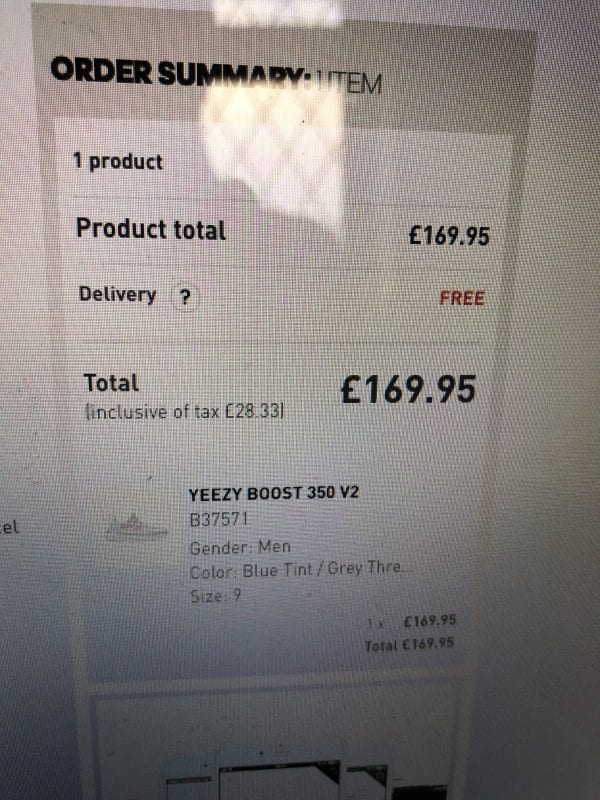 ORDER SUMMARY: 1 ITEM
1 product
Product total £169.95
Delivery ? FREE
Total £169.95
(inclusive of tax £28.33)
YEEZY BOOST 350 V2
B37571
Gender: Men
Color: Blue Tint / Grey Thre...
Size: 9
1 x £169.95
Total £169.95
el